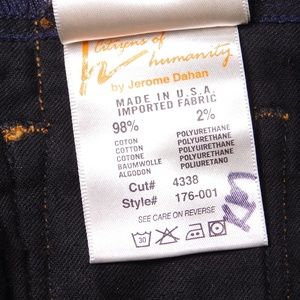 citizens of
humanity
by Jerome Dahan
MADE IN U.S.A.
IMPORTED FABRIC
98% 2%
COTON POLYURETHANE
COTTON POLYURETHANE
COTONE POLIURETHANE
BAUMWOLLE POLYURETHANE
ALGODON POLIURETANO
Cut# 4338
Style# 176-001
SEE CARE ON REVERSE
30